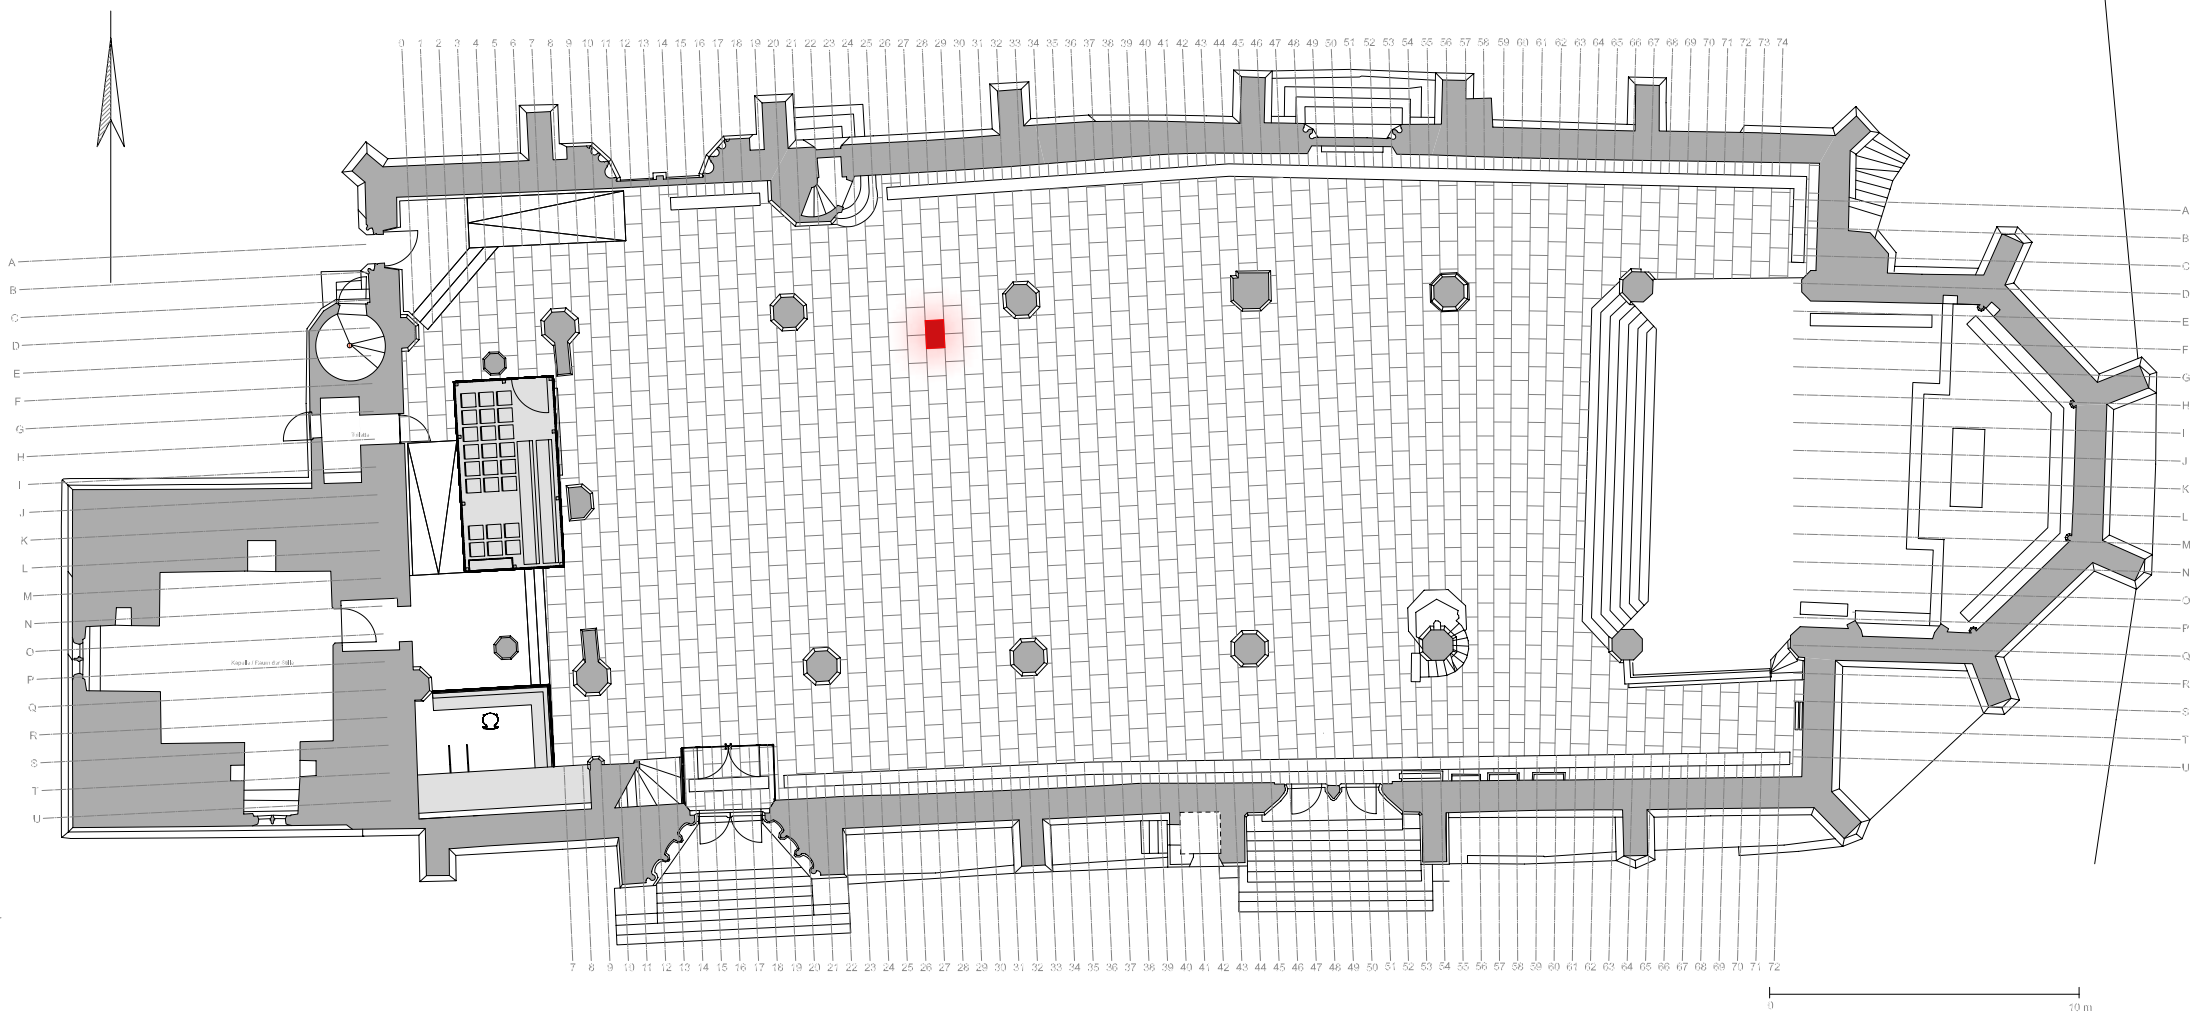 0 1 2 3 4 5 6 7 8 9 10 11 12 13 14 15 16 17 18 19 20 21 22 23 24 25 26 27 28 29 30 31 32 33 34 35 36 37 38 39 40 41 42 43 44 45 46 47 48 49 50 51 52 53 54 55 56 57 58 59 60 61 62 63 64 65 66 67 68 69 70 71 72 73 74
A
B
C
D
E
F
G
H
I
J
K
L
M
N
O
P
Q
R
S
T
U
Kapelle / Raum der Stille
A
B
C
D
E
F
G
H
I
J
K
L
M
N
O
P
Q
R
S
T
U
7 8 9 10 11 12 13 14 15 16 17 18 19 20 21 22 23 24 25 26 27 28 29 30 31 32 33 34 35 36 37 38 39 40 41 42 43 44 45 46 47 48 49 50 51 52 53 54 55 56 57 58 59 60 61 62 63 64 65 66 67 68 69 70 71 72
0 10 m